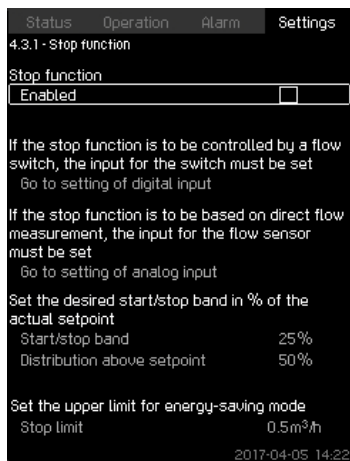 Status Operation Alarm Settings
4.3.1 - Stop function
Stop function
Enabled
If the stop function is to be controlled by a flow
switch, the input for the switch must be set
Go to setting of digital input
If the stop function is to be based on direct flow
measurement, the input for the flow sensor
must be set
Go to setting of analog input
Set the desired start/stop band in % of the
actual setpoint
Start/stop band 25%
Distribution above setpoint 50%
Set the upper limit for energy-saving mode
Stop limit 0.5m³/h
2017-04-05 14:22